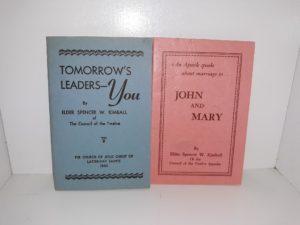 TOMORROW'S
LEADERS—
You
By
ELDER SPENCER W. KIMBALL
of
The Council of the Twelve
THE CHURCH OF JESUS CHRIST OF
LATTER-DAY SAINTS
An Apostle speaks
about marriage to
JOHN
AND
MARY
By
Elder Spencer W. Kimball
Of the
Council of the Twelve Apostles